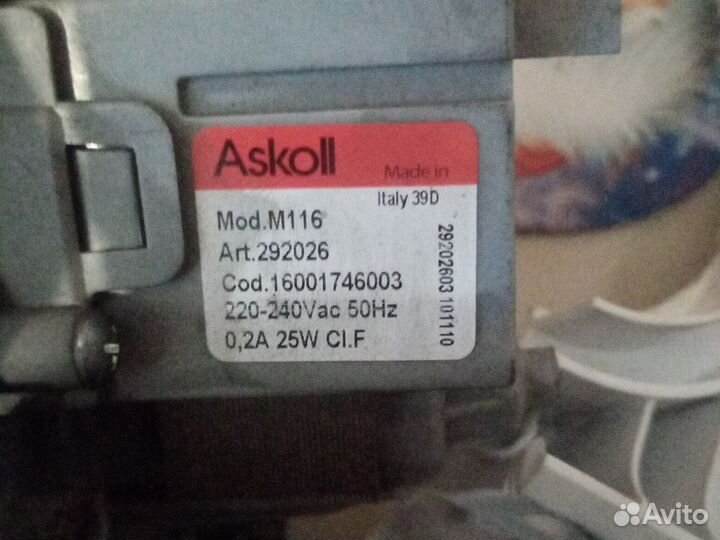 Askoll
Made in
Italy 39D
Mod.M116
Art.292026
Cod.16001746003
220-240Vac 50Hz
0,2A 25W Cl.F
29202603 101110
Avito